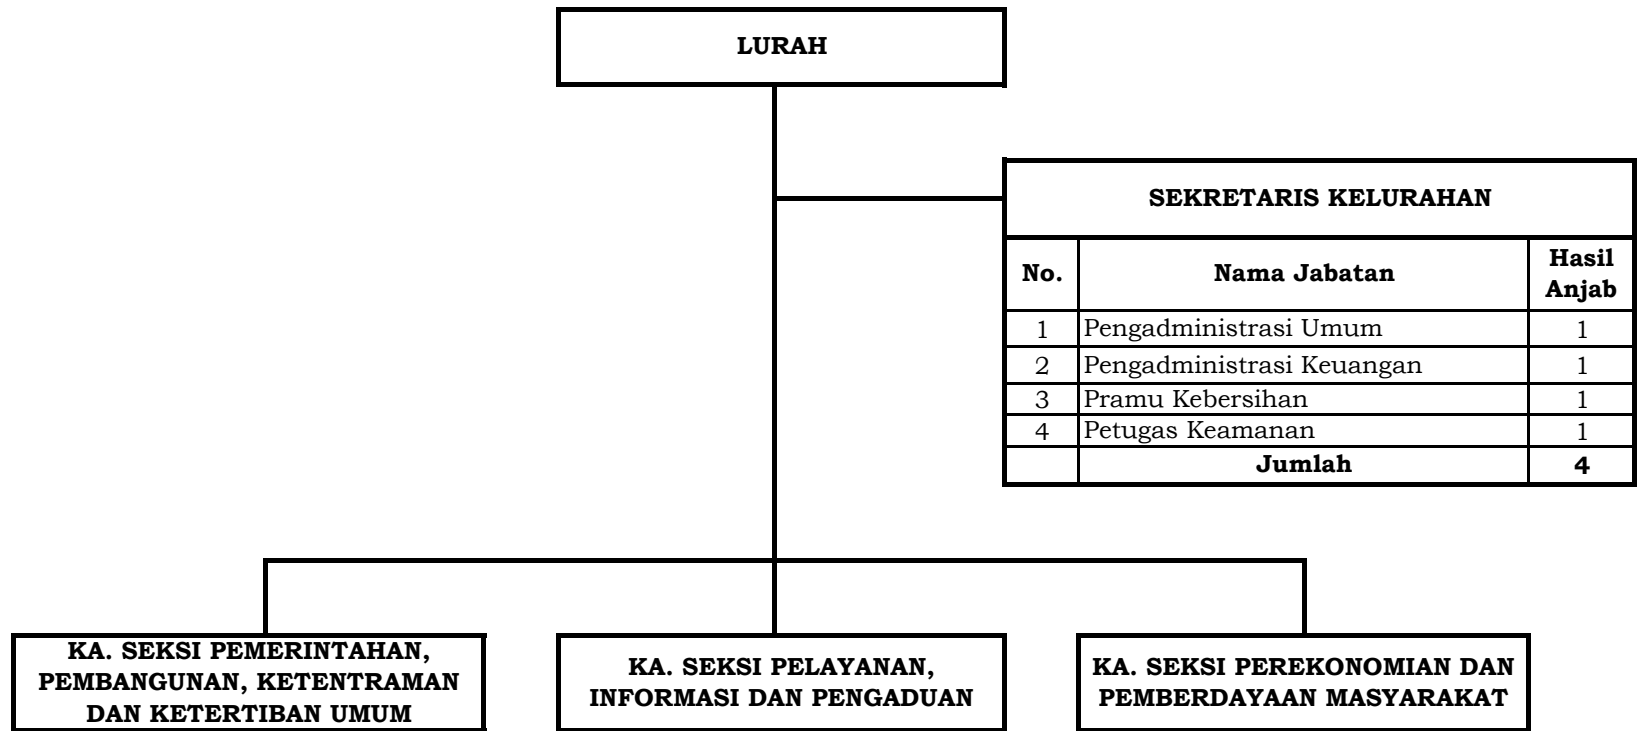 LURAH
SEKRETARIS KELURAHAN
No. Nama Jabatan Hasil Anjab
1 Pengadministrasi Umum 1
2 Pengadministrasi Keuangan 1
3 Pramu Kebersihan 1
4 Petugas Keamanan 1
Jumlah 4
KA. SEKSI PEMERINTAHAN,
PEMBANGUNAN, KETENTRAMAN
DAN KETERTIBAN UMUM
KA. SEKSI PELAYANAN,
INFORMASI DAN PENGADUAN
KA. SEKSI PEREKONOMIAN DAN
PEMBERDAYAAN MASYARAKAT